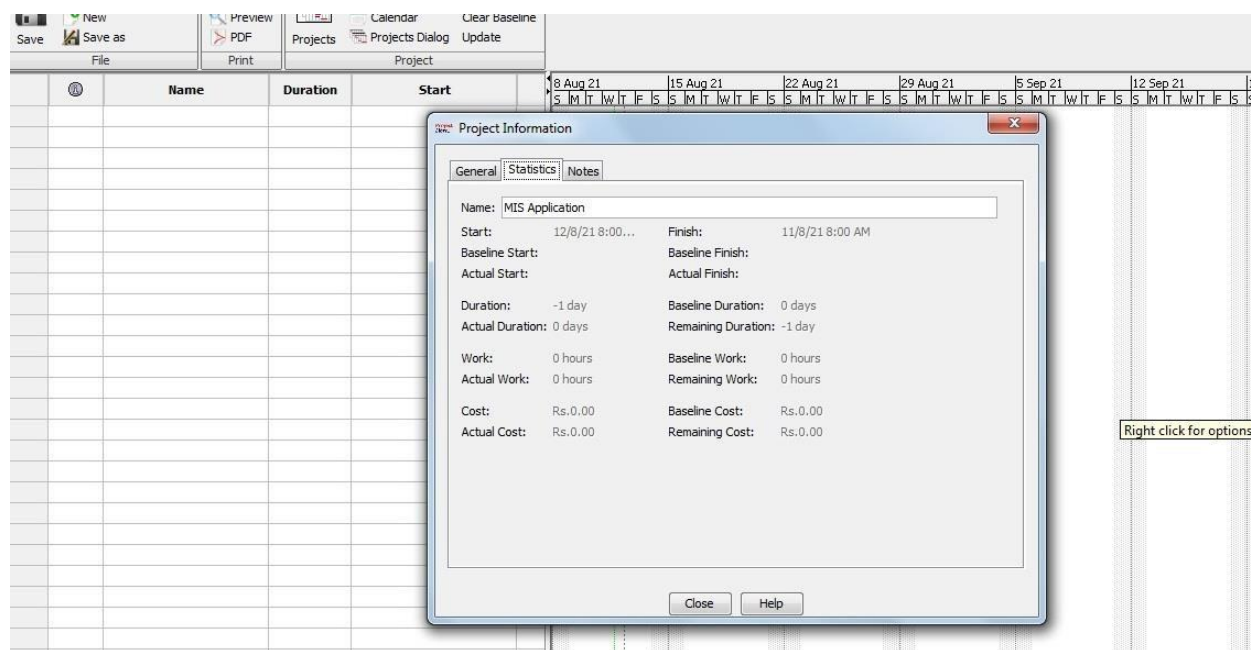 New Preview Calendar Clear Baseline
Save Save as PDF Projects Projects Dialog Update
File Print Project
Name Duration Start
8 Aug 21 15 Aug 21 22 Aug 21 29 Aug 21 5 Sep 21 12 Sep 21
S M T W T F S S M T W T F S S M T W T F S S M T W T F S S M T W T F S S M T W T F S
Project Information
General Statistics Notes
Name: MIS Application
Start: 12/8/21 8:00... Finish: 11/8/21 8:00 AM
Baseline Start: Baseline Finish:
Actual Start: Actual Finish:
Duration: -1 day Baseline Duration: 0 days
Actual Duration: 0 days Remaining Duration: -1 day
Work: 0 hours Baseline Work: 0 hours
Actual Work: 0 hours Remaining Work: 0 hours
Cost: Rs.0.00 Baseline Cost: Rs.0.00
Actual Cost: Rs.0.00 Remaining Cost: Rs.0.00
Right click for options
Close Help